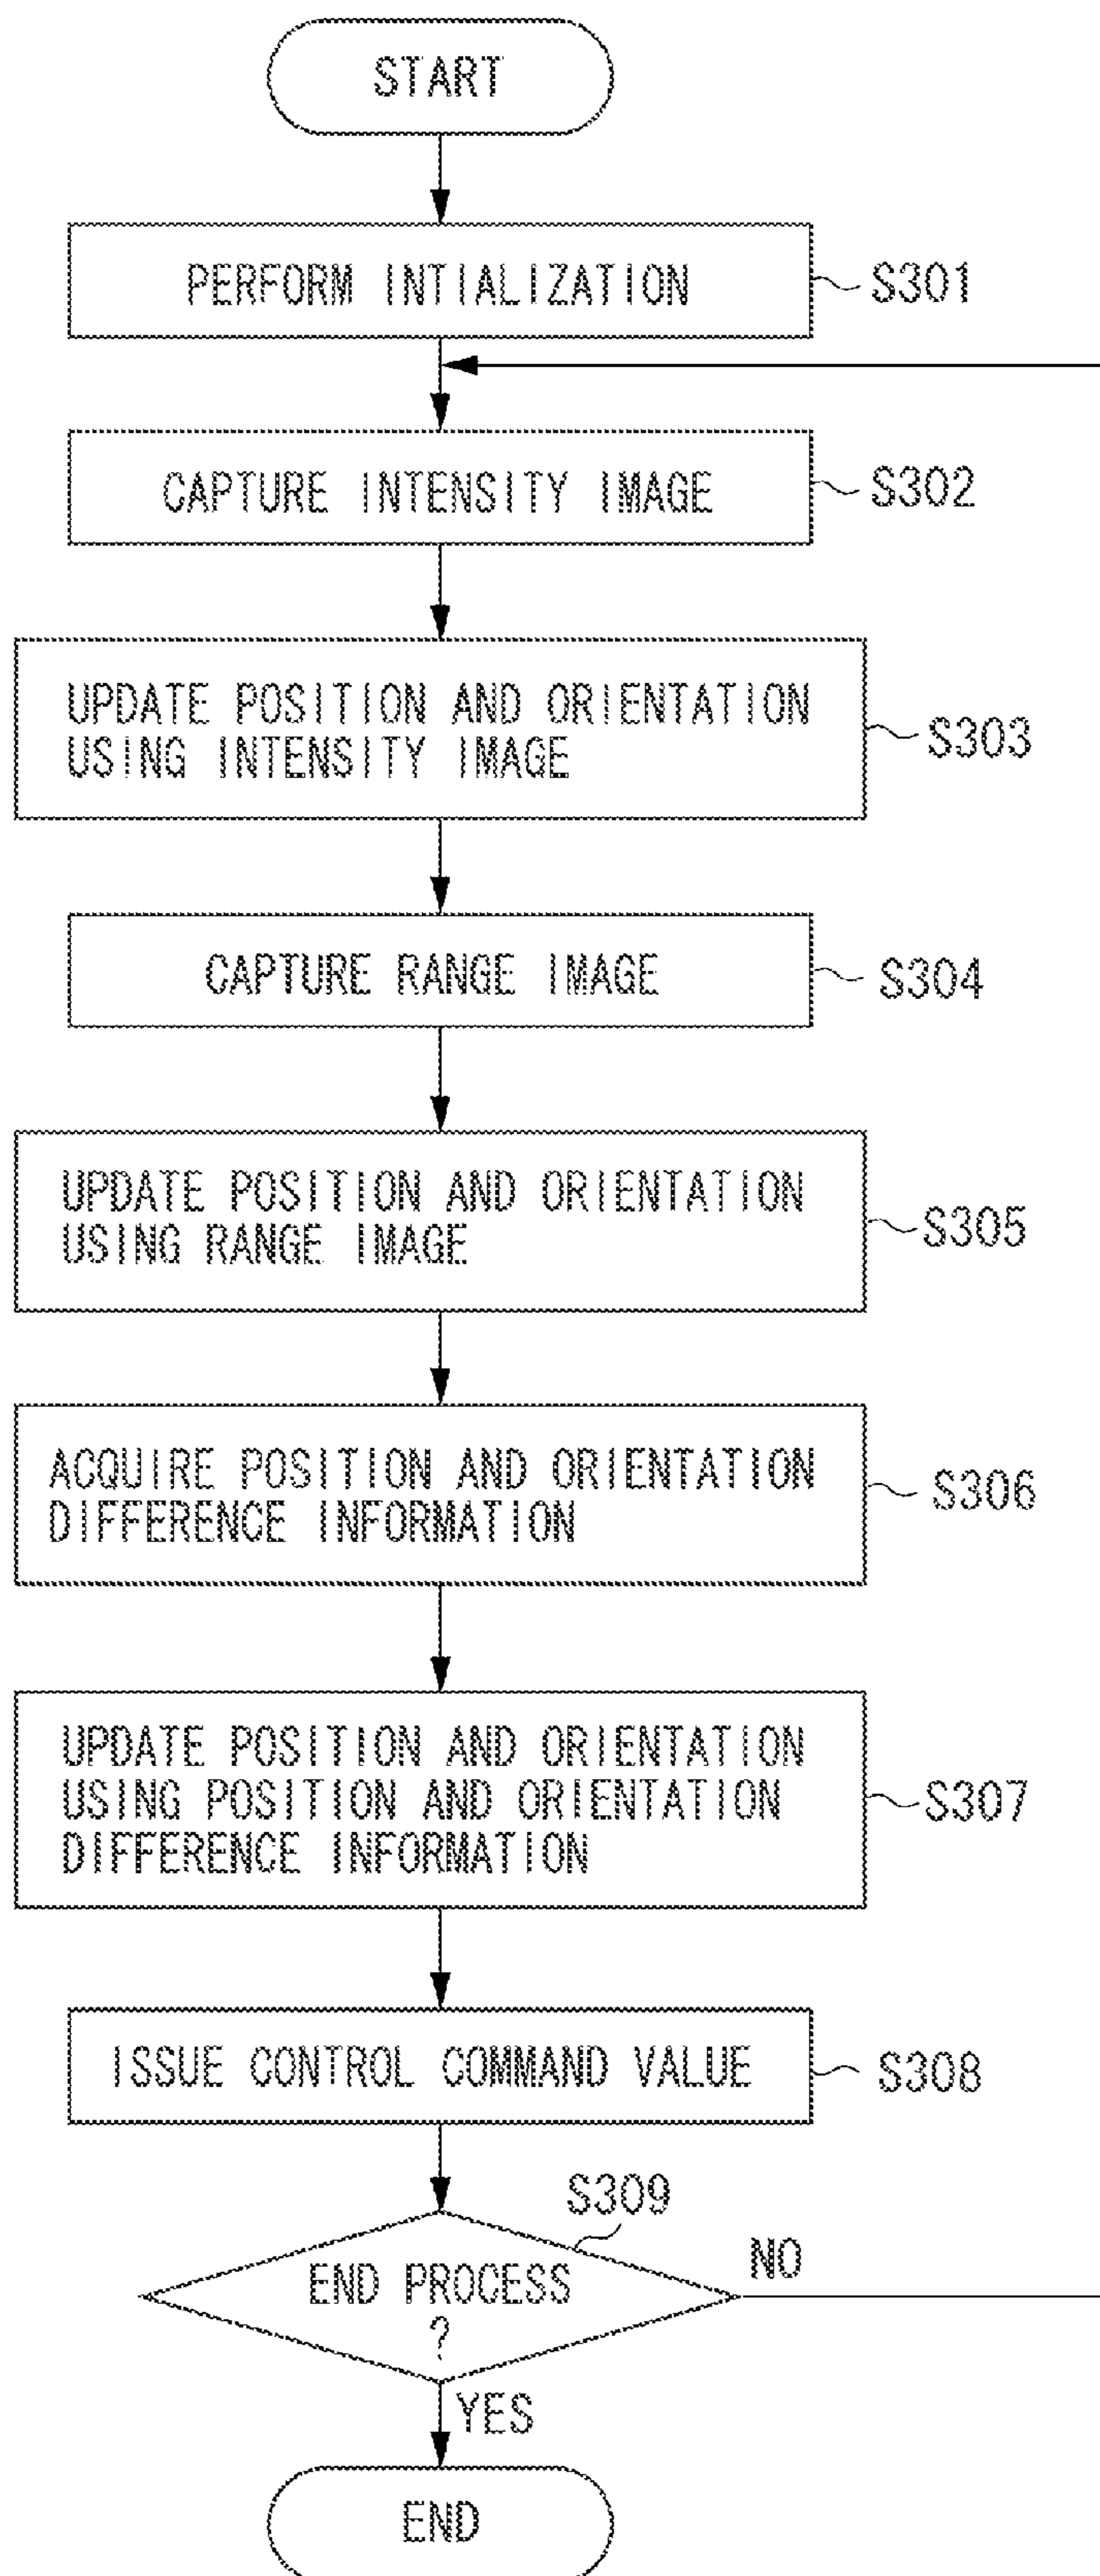 START
PERFORM INTIALIZATION
S301
CAPTURE INTENSITY IMAGE
S302
UPDATE POSITION AND ORIENTATION
USING INTENSITY IMAGE
S303
CAPTURE RANGE IMAGE
S304
UPDATE POSITION AND ORIENTATION
USING RANGE IMAGE
S305
ACQUIRE POSITION AND ORIENTATION
DIFFERENCE INFORMATION
S306
UPDATE POSITION AND ORIENTATION
USING POSITION AND ORIENTATION
DIFFERENCE INFORMATION
S307
ISSUE CONTROL COMMAND VALUE
S308
S309
END PROCESS
?
NO
YES
END